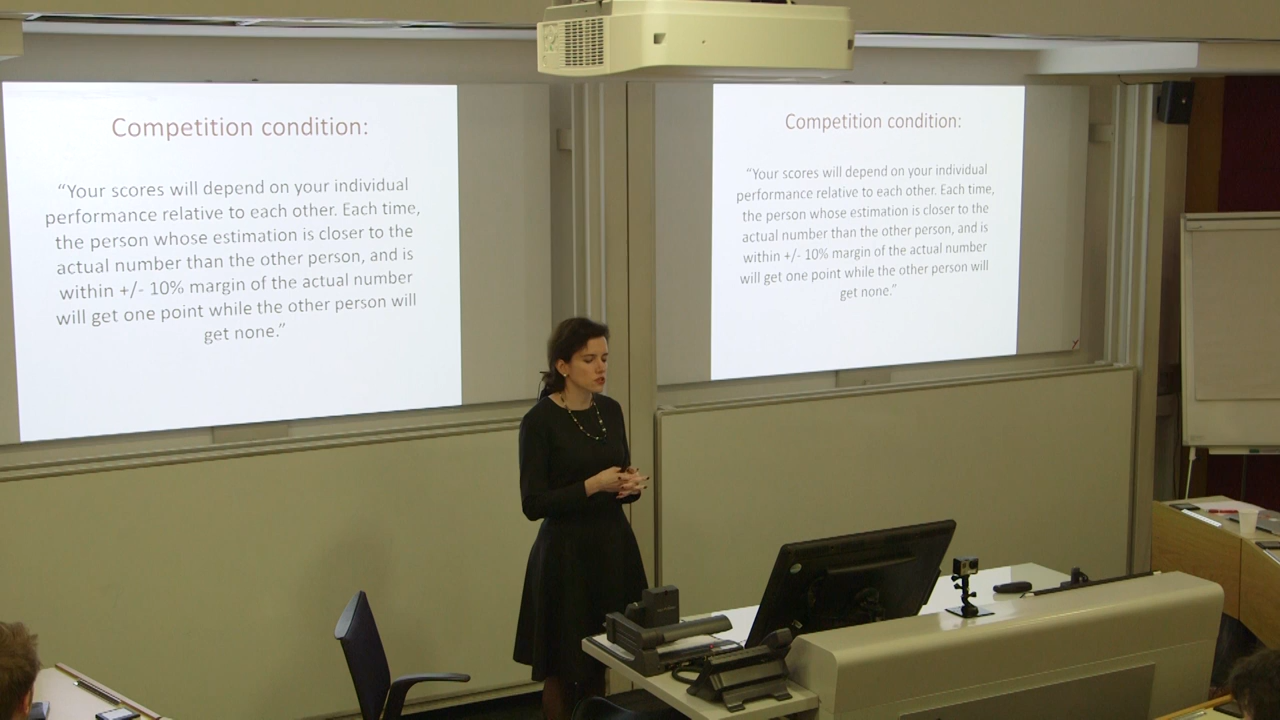 Competition condition:
“Your scores will depend on your individual
performance relative to each other. Each time,
the person whose estimation is closer to the
actual number than the other person, and is
within +/- 10% margin of the actual number
will get one point while the other person will
get none.”
Competition condition:
“Your scores will depend on your individual
performance relative to each other. Each time,
the person whose estimation is closer to the
actual number than the other person, and is
within +/- 10% margin of the actual number
will get one point while the other person will
get none.”